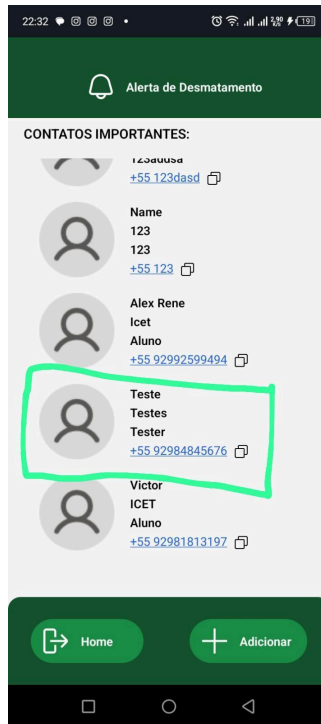 22:32
19
Alerta de Desmatamento
CONTATOS IMPORTANTES:
+55 123dasd
Name
123
123
+55 123
Alex Rene
Icet
Aluno
+55 92992599494
Teste
Testes
Tester
+55 92984845676
Victor
ICET
Aluno
+55 92981813197
Home
Adicionar